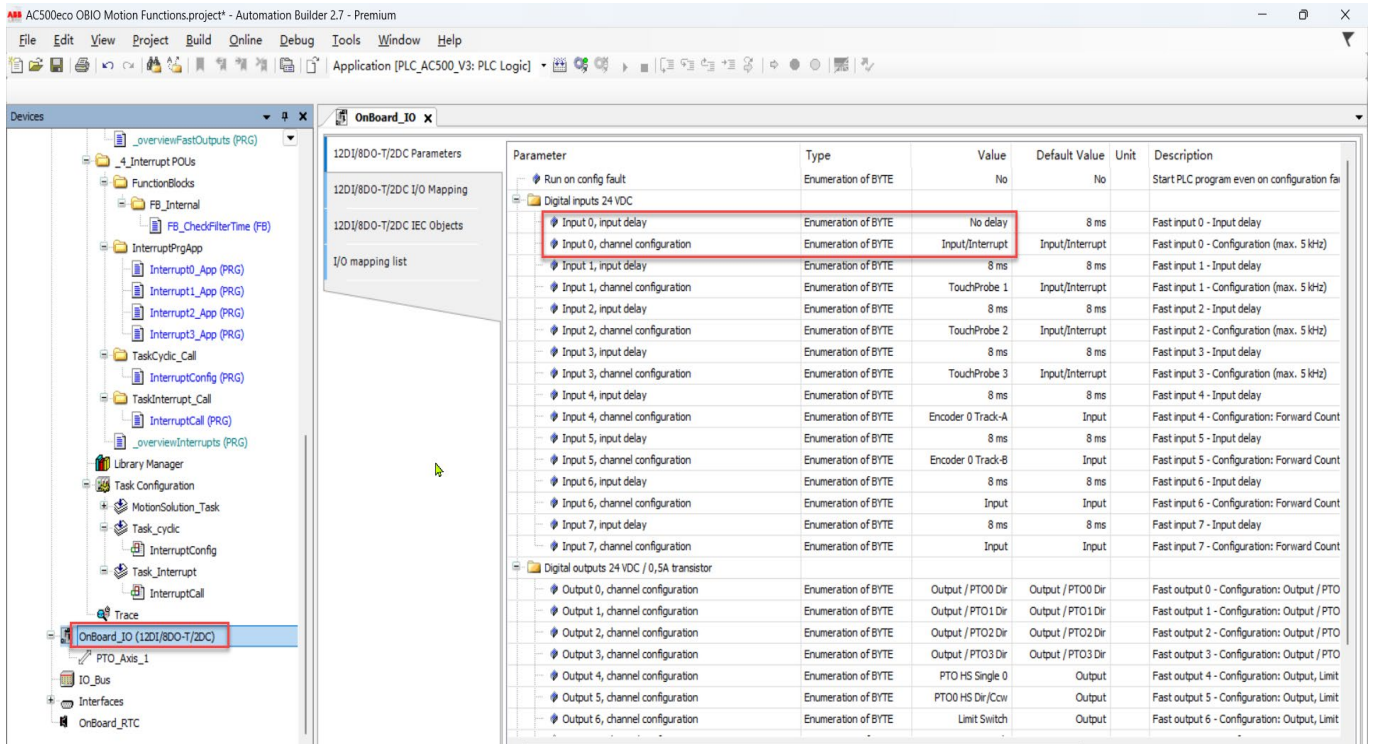 ABB AC500eco OBIO Motion Functions.project* - Automation Builder 2.7 - Premium
File Edit View Project Build Online Debug Tools Window Help
Application [PLC_AC500_V3: PLC Logic]
Devices
_overviewFastOutputs (PRG)
_4_Interrupt POUs
FunctionBlocks
FB_Internal
FB_CheckFilterTime (FB)
InterruptPrgApp
Interrupt0_App (PRG)
Interrupt1_App (PRG)
Interrupt2_App (PRG)
Interrupt3_App (PRG)
TaskCyclic_Call
InterruptConfig (PRG)
TaskInterrupt_Call
InterruptCall (PRG)
_overviewInterrupts (PRG)
Library Manager
Task Configuration
MotionSolution_Task
Task_cyclic
InterruptConfig
Task_Interrupt
InterruptCall
Trace
OnBoard_IO (12DI/8DO-T/2DC)
PTO_Axis_1
IO_Bus
Interfaces
OnBoard_RTC
OnBoard_IO X
12DI/8DO-T/2DC Parameters
12DI/8DO-T/2DC I/O Mapping
12DI/8DO-T/2DC IEC Objects
I/O mapping list
Parameter Type Value Default Value Unit Description
Run on config fault Enumeration of BYTE No No Start PLC program even on configuration fau
Digital inputs 24 VDC
Input 0, input delay Enumeration of BYTE No delay 8 ms Fast input 0 - Input delay
Input 0, channel configuration Enumeration of BYTE Input/Interrupt Input/Interrupt Fast input 0 - Configuration (max. 5 kHz)
Input 1, input delay Enumeration of BYTE 8 ms 8 ms Fast input 1 - Input delay
Input 1, channel configuration Enumeration of BYTE TouchProbe 1 Input/Interrupt Fast input 1 - Configuration (max. 5 kHz)
Input 2, input delay Enumeration of BYTE 8 ms 8 ms Fast input 2 - Input delay
Input 2, channel configuration Enumeration of BYTE TouchProbe 2 Input/Interrupt Fast input 2 - Configuration (max. 5 kHz)
Input 3, input delay Enumeration of BYTE 8 ms 8 ms Fast input 3 - Input delay
Input 3, channel configuration Enumeration of BYTE TouchProbe 3 Input/Interrupt Fast input 3 - Configuration (max. 5 kHz)
Input 4, input delay Enumeration of BYTE 8 ms 8 ms Fast input 4 - Input delay
Input 4, channel configuration Enumeration of BYTE Encoder 0 Track-A Input Fast input 4 - Configuration: Forward Count
Input 5, input delay Enumeration of BYTE 8 ms 8 ms Fast input 5 - Input delay
Input 5, channel configuration Enumeration of BYTE Encoder 0 Track-B Input Fast input 5 - Configuration: Forward Count
Input 6, input delay Enumeration of BYTE 8 ms 8 ms Fast input 6 - Input delay
Input 6, channel configuration Enumeration of BYTE Input Input Fast input 6 - Configuration: Forward Count
Input 7, input delay Enumeration of BYTE 8 ms 8 ms Fast input 7 - Input delay
Input 7, channel configuration Enumeration of BYTE Input Input Fast input 7 - Configuration: Forward Count
Digital outputs 24 VDC / 0,5A transistor
Output 0, channel configuration Enumeration of BYTE Output / PTO0 Dir Output / PTO0 Dir Fast output 0 - Configuration: Output / PTO
Output 1, channel configuration Enumeration of BYTE Output / PTO1 Dir Output / PTO1 Dir Fast output 1 - Configuration: Output / PTO
Output 2, channel configuration Enumeration of BYTE Output / PTO2 Dir Output / PTO2 Dir Fast output 2 - Configuration: Output / PTO
Output 3, channel configuration Enumeration of BYTE Output / PTO3 Dir Output / PTO3 Dir Fast output 3 - Configuration: Output / PTO
Output 4, channel configuration Enumeration of BYTE PTO HS Single 0 Output Fast output 4 - Configuration: Output, Limit
Output 5, channel configuration Enumeration of BYTE PTO0 HS Dir/Ccw Output Fast output 5 - Configuration: Output, Limit
Output 6, channel configuration Enumeration of BYTE Limit Switch Output Fast output 6 - Configuration: Output, Limit